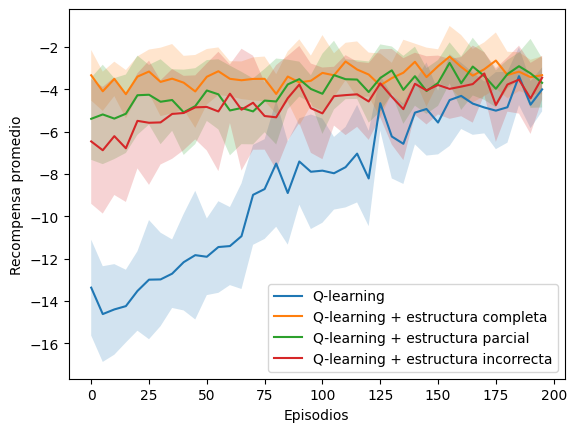 −2
−4
−6
−8
−10
−12
−14
−16
Recompensa promedio
0
25
50
75
100
125
150
175
200
Episodios
Q-learning
Q-learning + estructura completa
Q-learning + estructura parcial
Q-learning + estructura incorrecta